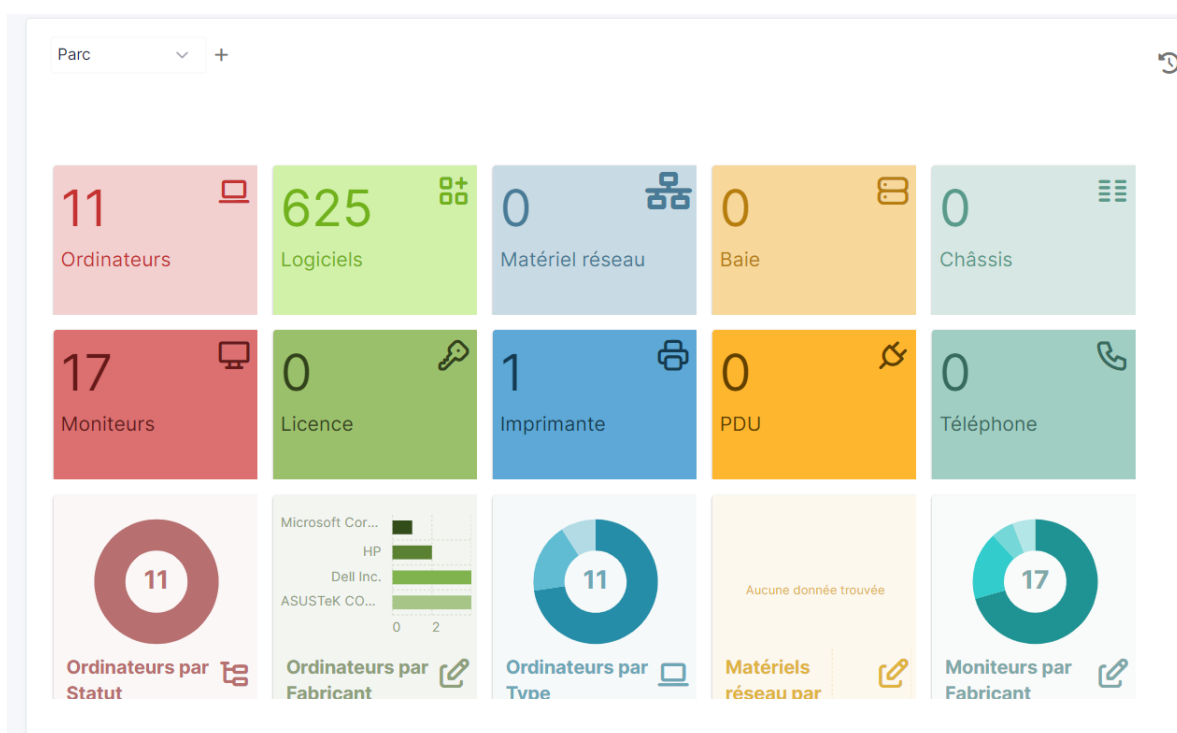 Parc
11
Ordinateurs
625
Logiciels
0
Matériel réseau
0
Baie
0
Châssis
17
Moniteurs
0
Licence
1
Imprimante
0
PDU
0
Téléphone
11
Ordinateurs par
Statut
Microsoft Cor...
HP
Dell Inc.
ASUSTeK CO...
0 2
Ordinateurs par
Fabricant
11
Ordinateurs par
Type
Aucune donnée trouvée
Matériels
réseau par
17
Moniteurs par
Fabricant